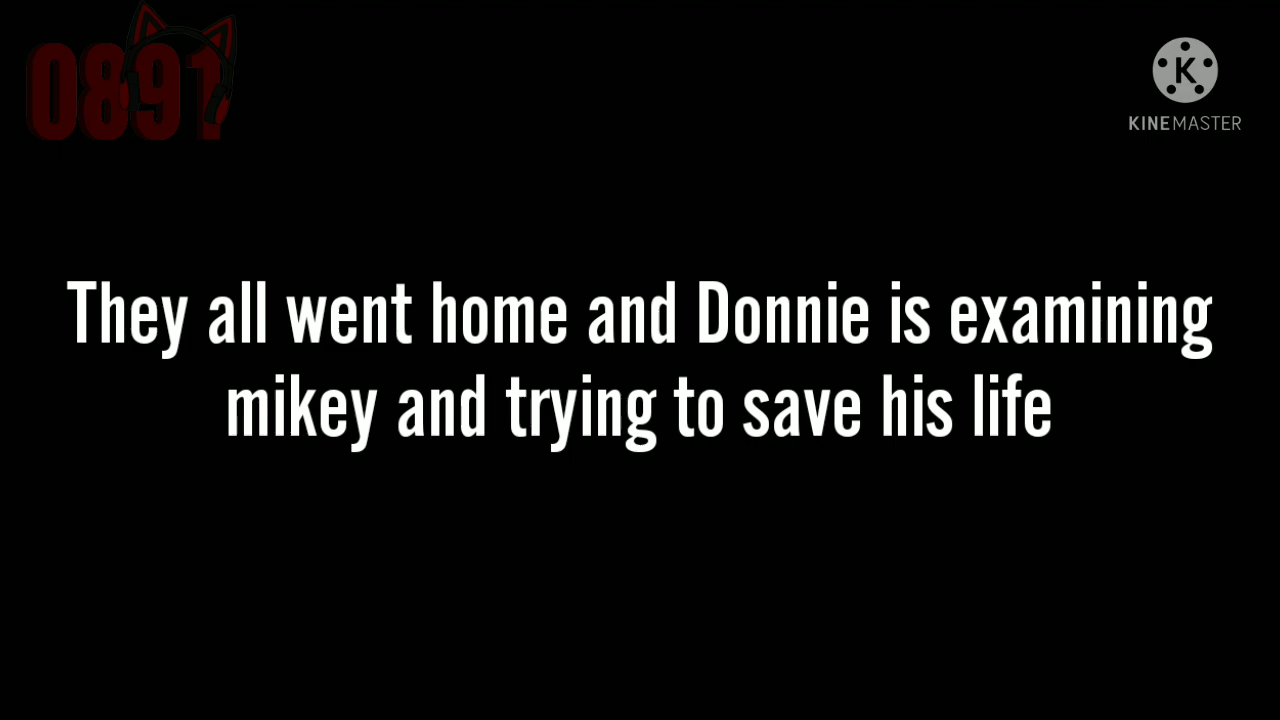 0891
KINEMASTER
They all went home and Donnie is examining
mikey and trying to save his life